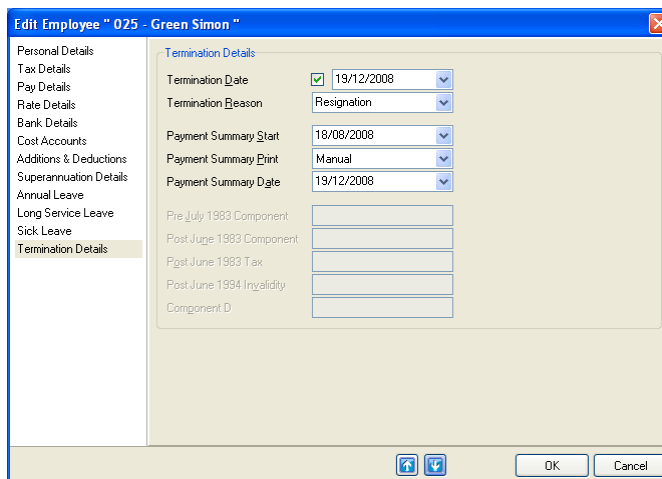 Edit Employee " 025 - Green Simon "
Personal Details
Tax Details
Pay Details
Rate Details
Bank Details
Cost Accounts
Additions & Deductions
Superannuation Details
Annual Leave
Long Service Leave
Sick Leave
Termination Details
Termination Details
Termination Date 19/12/2008
Termination Reason Resignation
Payment Summary Start 18/08/2008
Payment Summary Print Manual
Payment Summary Date 19/12/2008
Pre July 1983 Component
Post June 1983 Component
Post June 1983 Tax
Post June 1994 Invalidity
Component D
OK Cancel